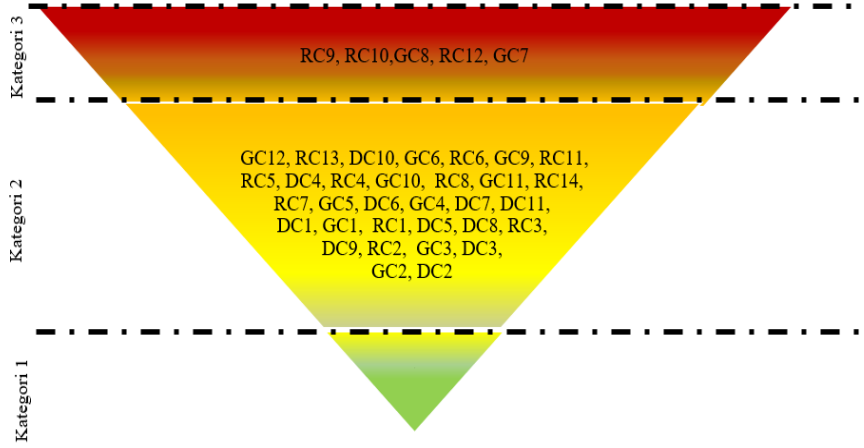 Kategori 3
RC9, RC10,GC8, RC12, GC7
Kategori 2
GC12, RC13, DC10, GC6, RC6, GC9, RC11,
RC5, DC4, RC4, GC10, RC8, GC11, RC14,
RC7, GC5, DC6, GC4, DC7, DC11,
DC1, GC1, RC1, DC5, DC8, RC3,
DC9, RC2, GC3, DC3,
GC2, DC2
Kategori 1